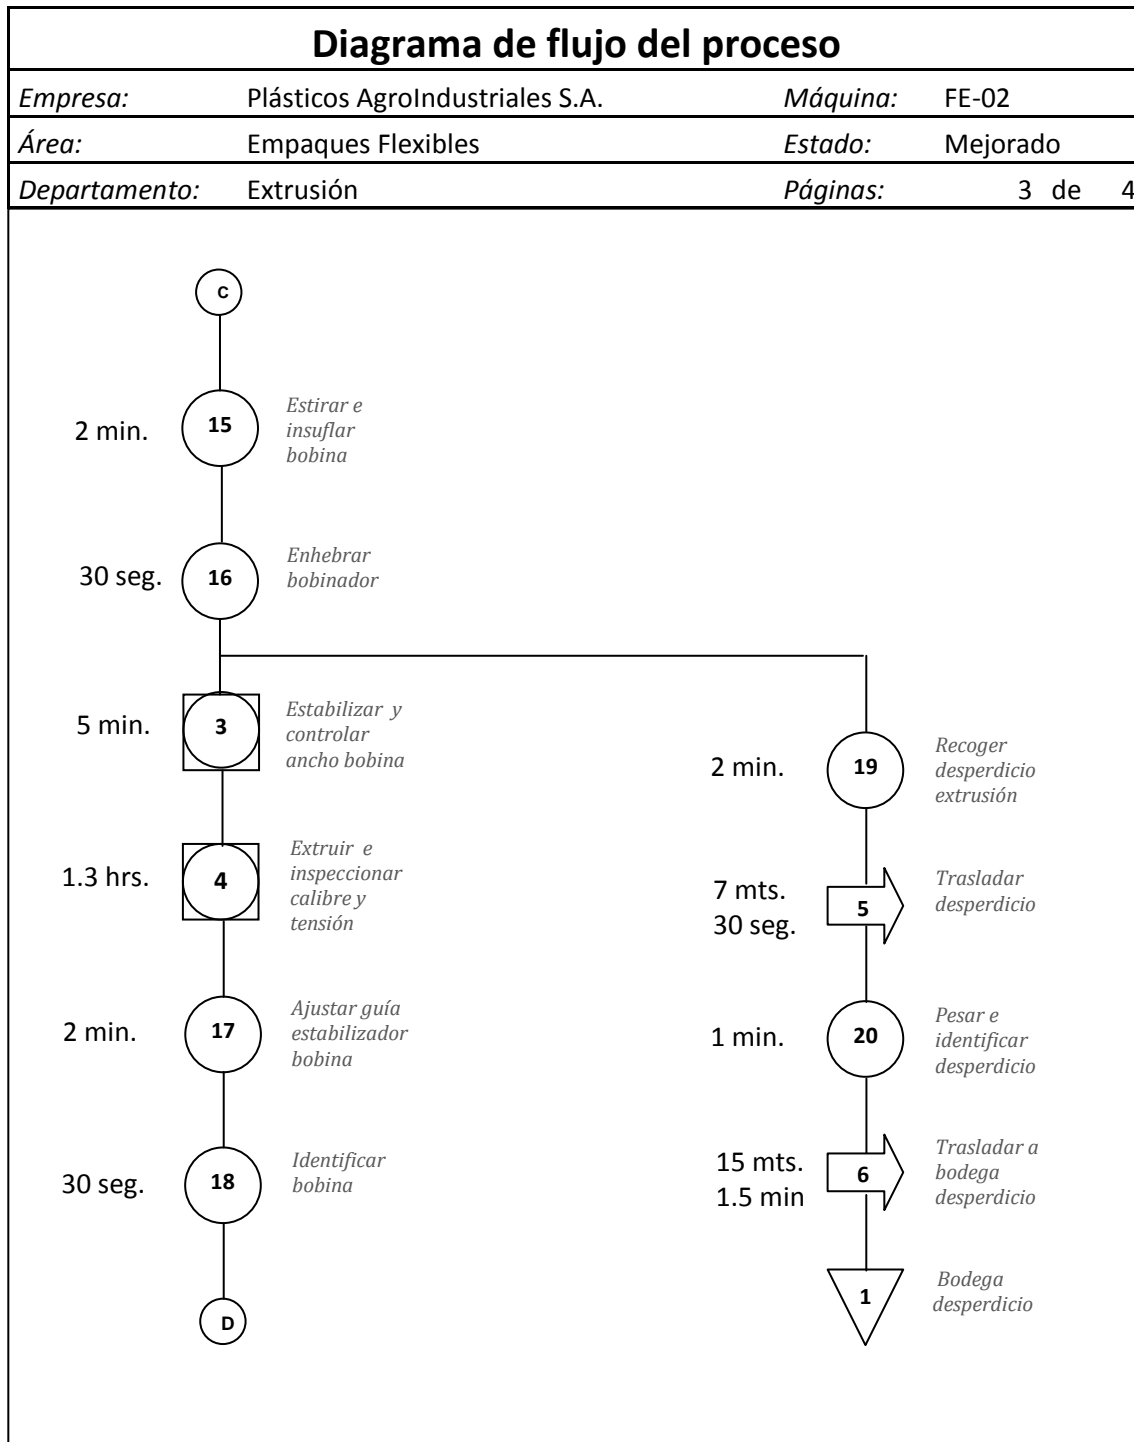 Diagrama de flujo del proceso
Empresa: Plásticos AgroIndustriales S.A. Máquina: FE-02
Área: Empaques Flexibles Estado: Mejorado
Departamento: Extrusión Páginas: 3 de 4
C
2 min. 15
Estirar e
insuflar
bobina
30 seg. 16
Enhebrar
bobinador
5 min. 3
Estabilizar y
controlar
ancho bobina
1.3 hrs. 4
Extruir e
inspeccionar
calibre y
tensión
2 min. 17
Ajustar guía
estabilizador
bobina
30 seg. 18
Identificar
bobina
D
2 min. 19
Recoger
desperdicio
extrusión
7 mts.
30 seg.
5
Trasladar
desperdicio
1 min. 20
Pesar e
identificar
desperdicio
15 mts.
1.5 min
6
Trasladar a
bodega
desperdicio
1
Bodega
desperdicio